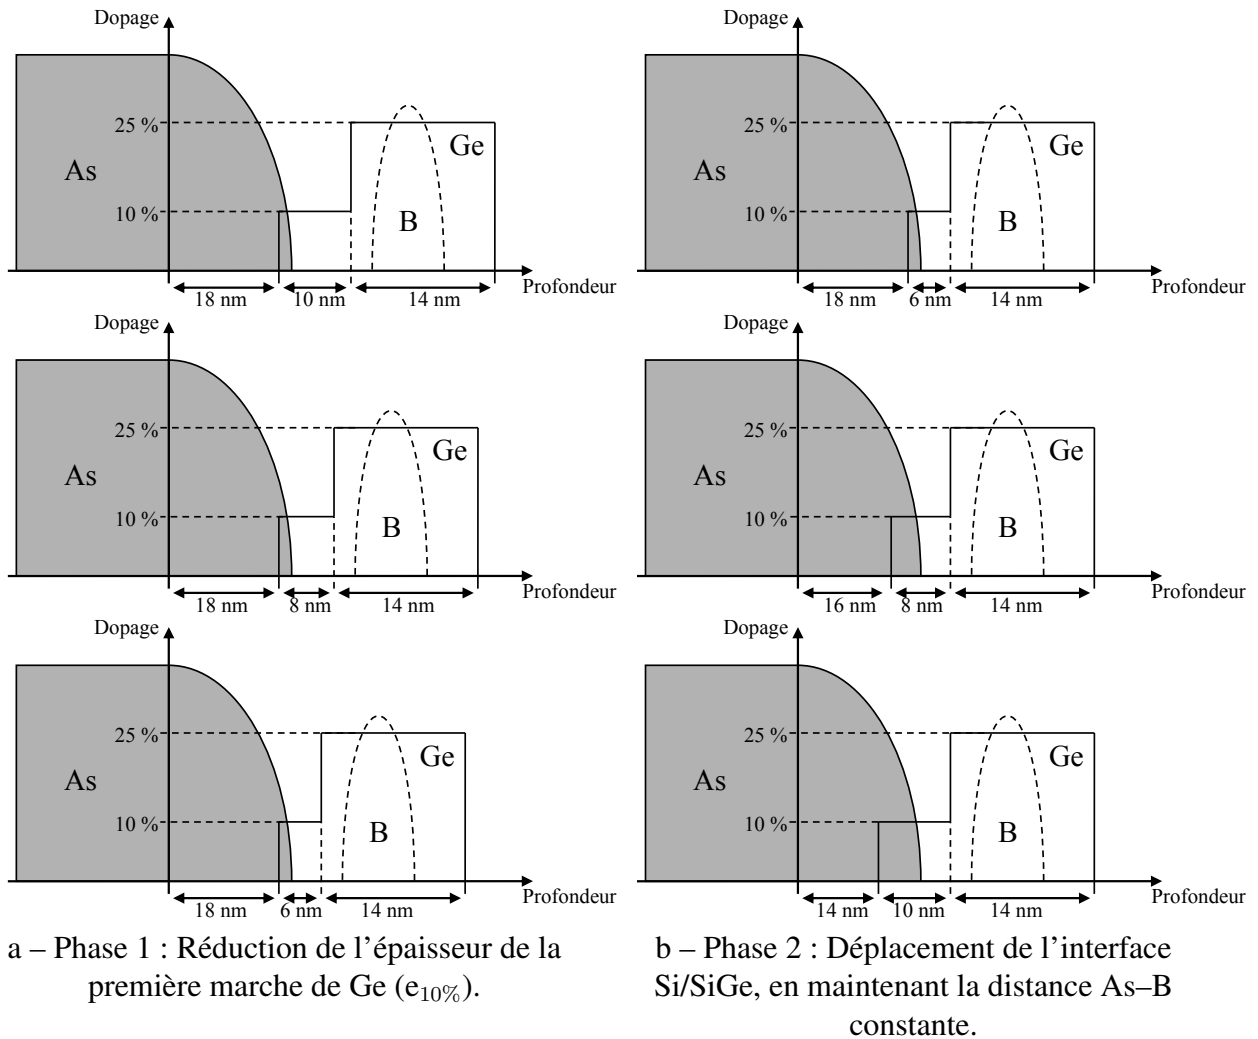 Dopage
25 %
As
Ge
10 %
B
Profondeur
18 nm
10 nm
14 nm
Dopage
25 %
As
Ge
10 %
B
Profondeur
18 nm
6 nm
14 nm
Dopage
25 %
As
Ge
10 %
B
Profondeur
18 nm
8 nm
14 nm
Dopage
25 %
As
Ge
10 %
B
Profondeur
16 nm
8 nm
14 nm
Dopage
25 %
As
Ge
10 %
B
Profondeur
18 nm
6 nm
14 nm
Dopage
25 %
As
Ge
10 %
B
Profondeur
14 nm
10 nm
14 nm
a – Phase 1 : Réduction de l'épaisseur de la
première marche de Ge (e10%).
b – Phase 2 : Déplacement de l'interface
Si/SiGe, en maintenant la distance As–B
constante.